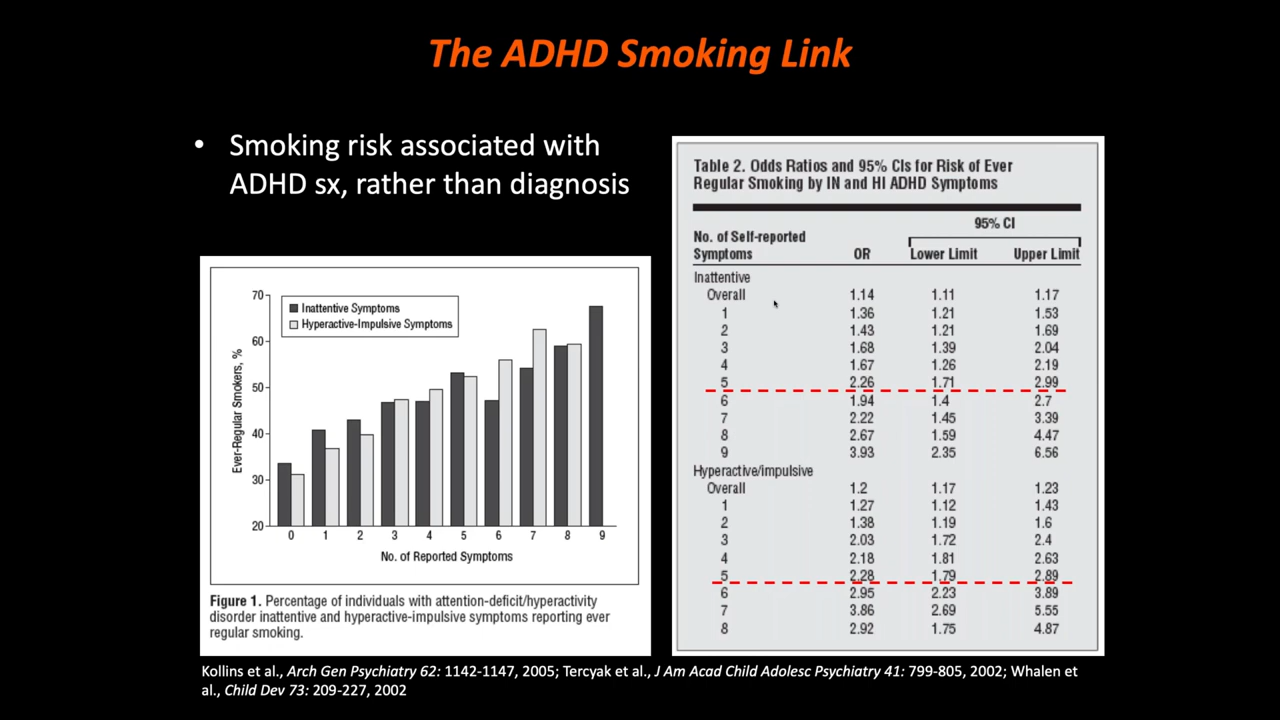 The ADHD Smoking Link
• Smoking risk associated with
ADHD sx, rather than diagnosis
70
60
50
40
30
20
Ever-Regular Smokers, %
Inattentive Symptoms
Hyperactive-Impulsive Symptoms
0 1 2 3 4 5 6 7 8 9
No. of Reported Symptoms
Figure 1. Percentage of individuals with attention-deficit/hyperactivity
disorder inattentive and hyperactive-impulsive symptoms reporting ever
regular smoking.
Table 2. Odds Ratios and 95% CIs for Risk of Ever
Regular Smoking by IN and HI ADHD Symptoms
95% CI
No. of Self-reported
Symptoms OR Lower Limit Upper Limit
Inattentive
Overall 1.14 1.11 1.17
1 1.36 1.21 1.53
2 1.43 1.21 1.69
3 1.68 1.39 2.04
4 1.67 1.26 2.19
5 2.26 1.71 2.99
6 1.94 1.4 2.7
7 2.22 1.45 3.39
8 2.67 1.59 4.47
9 3.93 2.35 6.56
Hyperactive/impulsive
Overall 1.2 1.17 1.23
1 1.27 1.12 1.43
2 1.38 1.19 1.6
3 2.03 1.72 2.4
4 2.18 1.81 2.63
5 2.28 1.79 2.89
6 2.95 2.23 3.89
7 3.86 2.69 5.55
8 2.92 1.75 4.87
Kollins et al., Arch Gen Psychiatry 62: 1142-1147, 2005; Tercyak et al., J Am Acad Child Adolesc Psychiatry 41: 799-805, 2002; Whalen et
al., Child Dev 73: 209-227, 2002